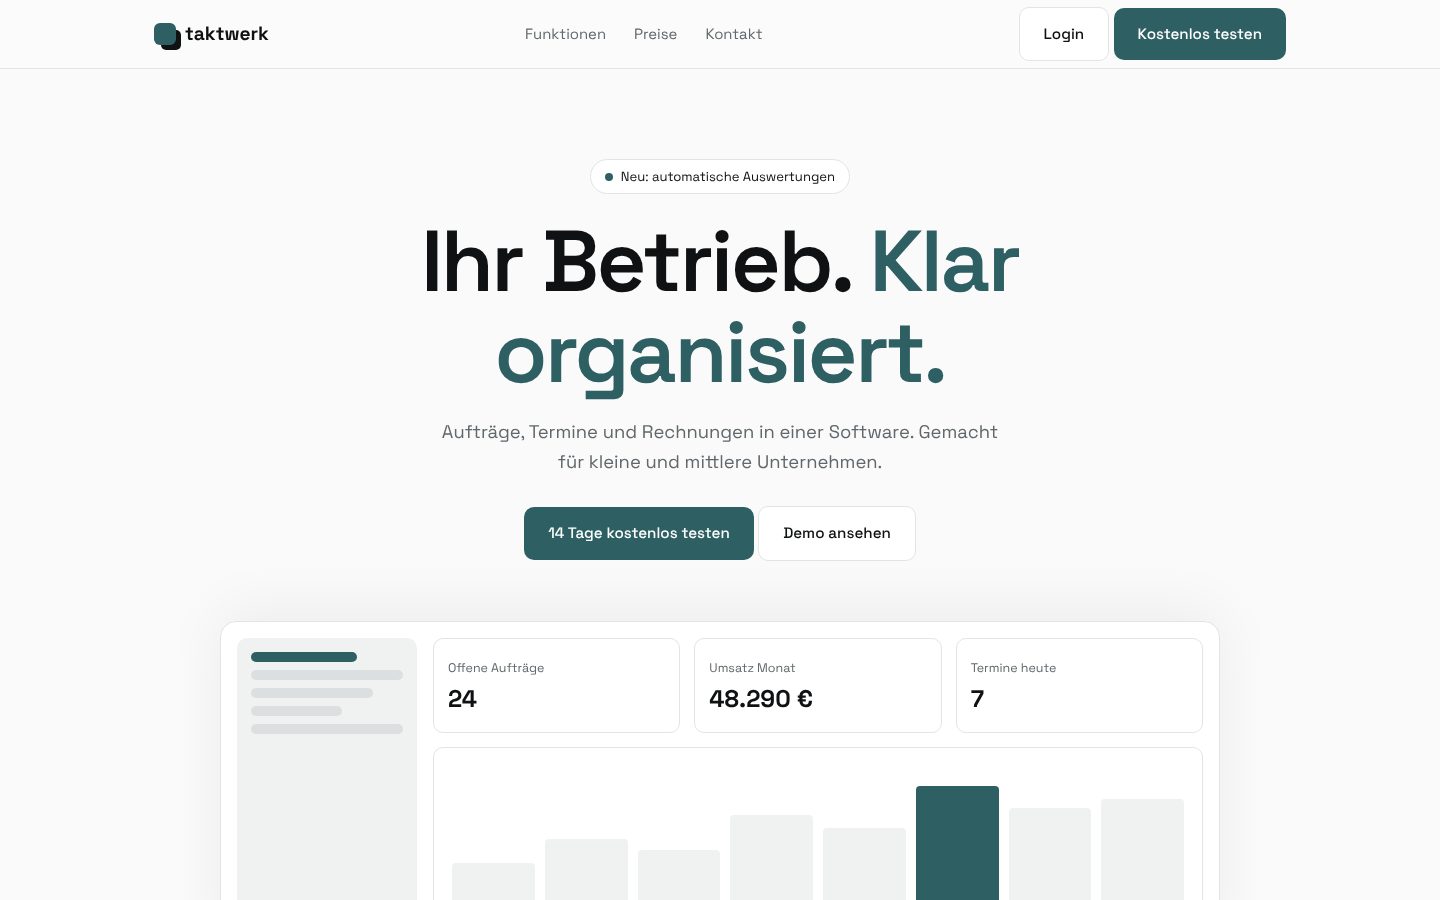 taktwerk
Funktionen
Preise
Kontakt
Login
Kostenlos testen
Neu: automatische Auswertungen
Ihr Betrieb. Klar
organisiert.
Aufträge, Termine und Rechnungen in einer Software. Gemacht
für kleine und mittlere Unternehmen.
14 Tage kostenlos testen
Demo ansehen
Offene Aufträge
24
Umsatz Monat
48.290 €
Termine heute
7